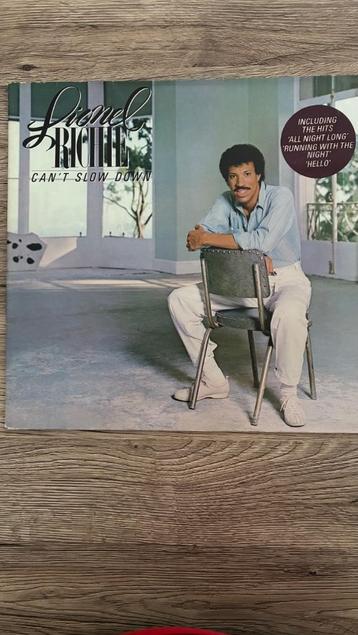 Lionel
RICHIE
CAN'T SLOW DOWN
INCLUDING
THE HITS
'ALL NIGHT LONG'
'RUNNING WITH THE
NIGHT'
'HELLO'